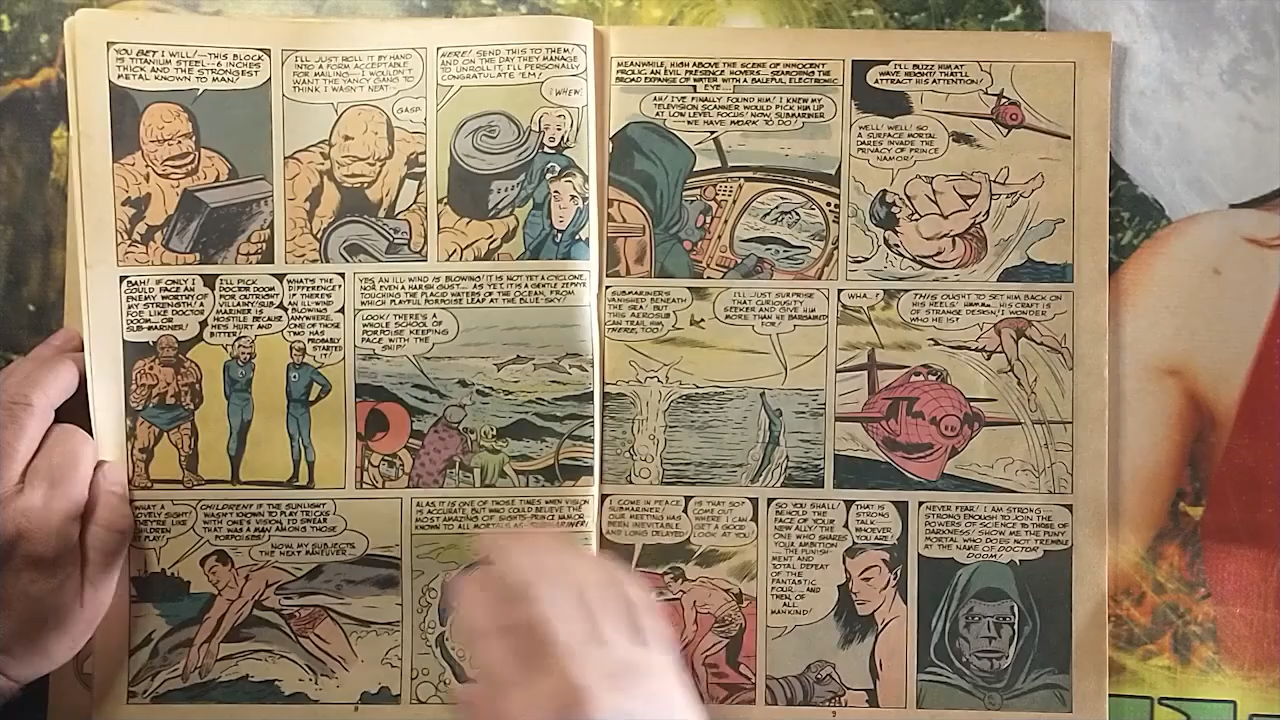 YOU BET I WILL!—THIS BLOCK
IS TITANIUM STEEL--6 INCHES
THICK AND THE STRONGEST
METAL KNOWN TO MAN!
I'LL JUST ROLL IT BY HAND
INTO A FORM ACCEPTABLE
FOR MAILING—I WOULDN'T
WANT THE YANCY GANG TO
THINK I WASN'T NEAT--
GASP
HERE! SEND THIS TO THEM!
AND ON THE DAY THEY MANAGE
TO UNROLL IT, I'LL PERSONALLY
CONGRATULATE 'EM!
WHEW!
BAH! IF ONLY I
COULD FACE AN
ENEMY WORTHY OF
MY STRENGTH! A
FOE LIKE DOCTOR
DOOM--OR
SUB-MARINER!
I'LL PICK
DOCTOR DOOM
FOR OUTRIGHT
VILLAINY! SUB-
MARINER IS
HOSTILE BECAUSE
HE'S HURT AND
BITTER!
WHAT'S THE
DIFFERENCE?
IF THERE'S
AN ILL-WIND
BLOWING
ANYWHERE,
ONE OF THOSE
TWO HAS
PROBABLY
STARTED
IT!
YES, AN ILL-WIND IS BLOWING! IT IS NOT YET A CYCLONE,
NOR EVEN A HARSH GUST... AS YET, IT IS A GENTLE ZEPHYR
TOUCHING THE PLACID WATERS OF THE OCEAN, FROM
WHICH PLAYFUL PORPOISE LEAP AT THE BLUE SKY!
LOOK! THERE'S A
WHOLE SCHOOL OF
PORPOISE KEEPING
PACE WITH THE
SHIP!
WHAT A
LOVELY SIGHT!
THEY'RE LIKE
CHILDREN
AT PLAY!
CHILDREN! IF THE SUNLIGHT
WASN'T KNOWN TO PLAY TRICKS
WITH ONE'S VISION, I'D SWEAR
THAT WAS A MAN AMONG THOSE
PORPOISES!
NOW, MY SUBJECTS,
THE NEXT MANEUVER...
ALAS, IT IS ONE OF THOSE TIMES WHEN VISION
IS ACCURATE, BUT WHO COULD BELIEVE THE
MOST AMAZING OF SIGHTS-PRINCE NAMOR,
KNOWN TO ALL MORTALS AS SUB-MARINER!
8
MEANWHILE, HIGH ABOVE THE SCENE OF INNOCENT
FROLIC, AN EVIL PRESENCE HOVERS... SEARCHING THE
BROAD EXPANSE OF WATER WITH A BALEFUL, ELECTRONIC
EYE...
AH! I'VE FINALLY FOUND HIM! I KNEW MY
TELEVISION SCANNER WOULD PICK HIM UP
AT LOW LEVEL FOCUS! NOW, SUBMARINER
—WE HAVE WORK TO DO!
I'LL BUZZ HIM AT
WAVE HEIGHT! THAT'LL
ATTRACT HIS ATTENTION!
WELL! WELL! SO
A SURFACE MORTAL
DARES INVADE THE
PRIVACY OF PRINCE
NAMOR!
SUBMARINER'S
VANISHED BENEATH
THE SEA! BUT
THIS AEROSUB
CAN TRAIL HIM
THERE, TOO!
I'LL JUST SURPRISE
THAT CURIOUSITY
SEEKER AND GIVE HIM
MORE THAN HE BARGAINED
FOR!
WHA..?
THIS OUGHT TO SET HIM BACK ON
HIS HEELS! HMMM... HIS CRAFT IS
OF STRANGE DESIGN! I WONDER
WHO HE IS?
I COME IN PEACE,
SUBMARINER!
OUR MEETING HAS
BEEN INEVITABLE
AND LONG DELAYED!
IS THAT SO?
COME OUT
WHERE I CAN
GET A GOOD
LOOK AT YOU!
SO YOU SHALL!
BEHOLD THE
FACE OF YOUR
NEW ALLY! THE
ONE WHO SHARES
YOUR AMBITION
—THE PUNISH-
MENT AND
TOTAL DEFEAT
OF THE
FANTASTIC
FOUR—AND
THEN, OF
ALL
MANKIND!
THAT IS
STRONG
TALK—
WHOEVER
YOU ARE!
NEVER FEAR! I AM STRONG—
STRONG ENOUGH TO JOIN THE
POWERS OF SCIENCE TO THOSE OF
DARKNESS! SHOW ME THE PUNY
MORTAL WHO DOES NOT TREMBLE
AT THE NAME OF DOCTOR
DOOM!
9